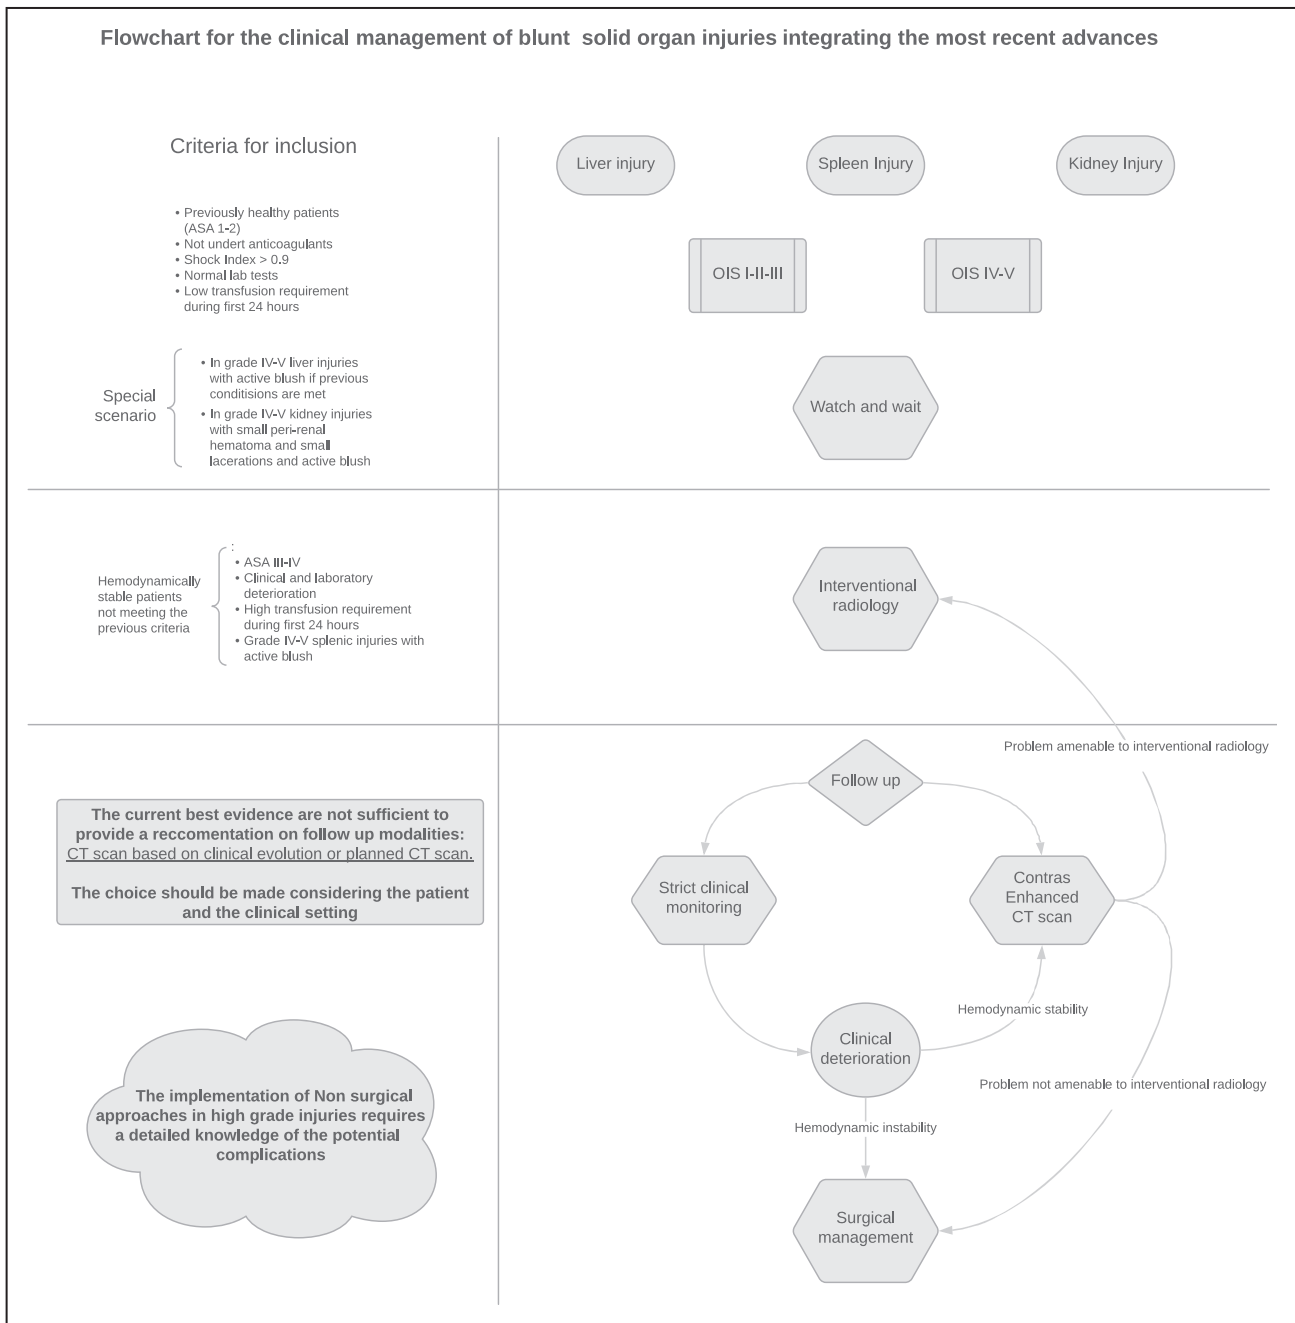 Flowchart for the clinical management of blunt solid organ injuries integrating the most recent advances
Criteria for inclusion
• Previously healthy patients
(ASA 1-2)
• Not undert anticoagulants
• Shock Index > 0.9
• Normal lab tests
• Low transfusion requirement
during first 24 hours
Special
scenario
• In grade IV-V liver injuries
with active blush if previous
conditisions are met
• In grade IV-V kidney injuries
with small peri-renal
hematoma and small
lacerations and active blush
Liver injury
Spleen Injury
Kidney Injury
OIS I-II-III
OIS IV-V
Watch and wait
Hemodynamically
stable patients
not meeting the
previous criteria
:
• ASA III-IV
• Clinical and laboratory
deterioration
• High transfusion requirement
during first 24 hours
• Grade IV-V splenic injuries with
active blush
Interventional
radiology
The current best evidence are not sufficient to
provide a reccomentation on follow up modalities:
CT scan based on clinical evolution or planned CT scan.
The choice should be made considering the patient
and the clinical setting
The implementation of Non surgical
approaches in high grade injuries requires
a detailed knowledge of the potential
complications
Problem amenable to interventional radiology
Follow up
Strict clinical
monitoring
Contras
Enhanced
CT scan
Hemodynamic stability
Clinical
deterioration
Problem not amenable to interventional radiology
Hemodynamic instability
Surgical
management